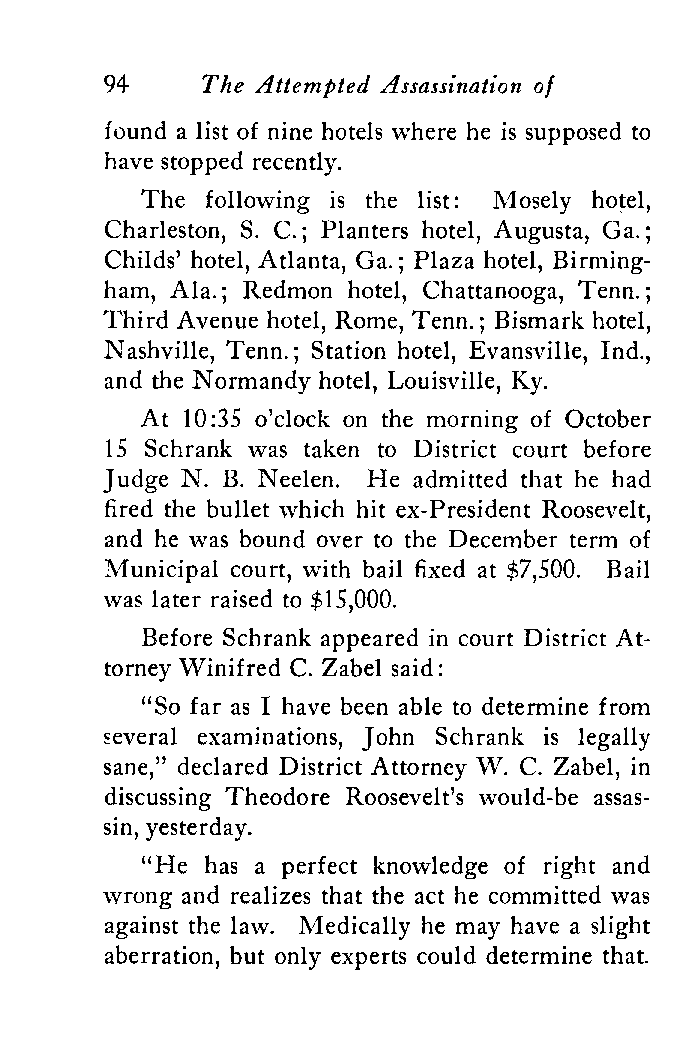 94 The Attempted Assassination of
found a list of nine hotels where he is supposed to
have stopped recently.
The following is the list: Mosely hotel,
Charleston, S. C.; Planters hotel, Augusta, Ga.;
Childs' hotel, Atlanta, Ga.; Plaza hotel, Birming-
ham, Ala.; Redmon hotel, Chattanooga, Tenn.;
Third Avenue hotel, Rome, Tenn.; Bismark hotel,
Nashville, Tenn.; Station hotel, Evansville, Ind.,
and the Normandy hotel, Louisville, Ky.
At 10:35 o'clock on the morning of October
15 Schrank was taken to District court before
Judge N. B. Neelen. He admitted that he had
fired the bullet which hit ex-President Roosevelt,
and he was bound over to the December term of
Municipal court, with bail fixed at $7,500. Bail
was later raised to $15,000.
Before Schrank appeared in court District At-
torney Winifred C. Zabel said:
"So far as I have been able to determine from
several examinations, John Schrank is legally
sane," declared District Attorney W. C. Zabel, in
discussing Theodore Roosevelt's would-be assas-
sin, yesterday.
"He has a perfect knowledge of right and
wrong and realizes that the act he committed was
against the law. Medically he may have a slight
aberration, but only experts could determine that.